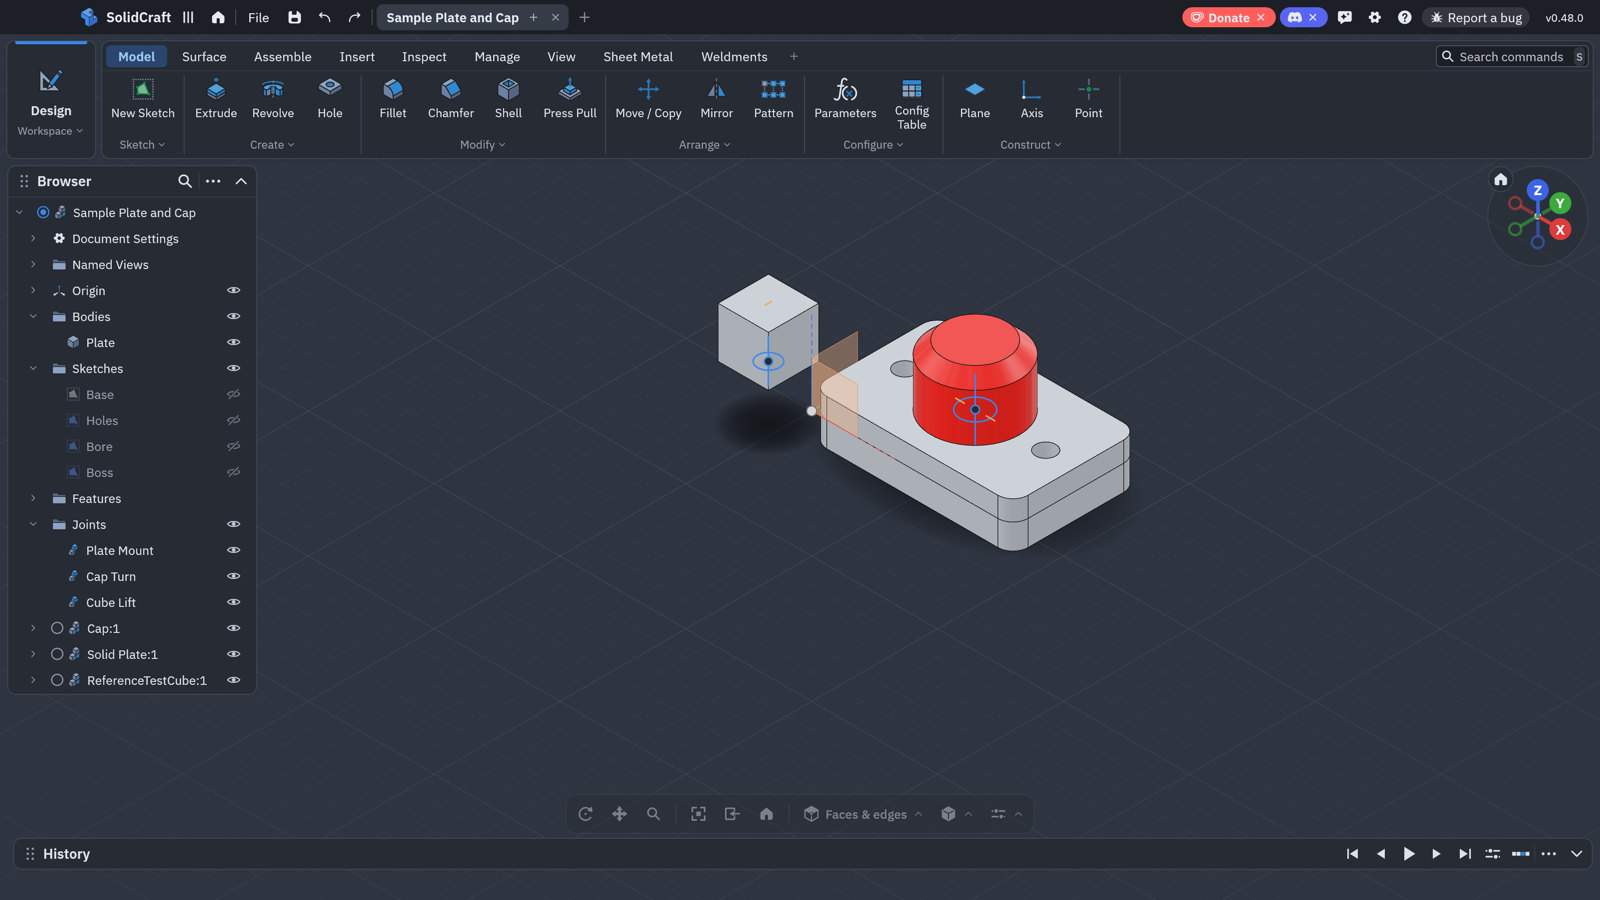 SolidCraft
File
Sample Plate and Cap
Donate
Report a bug
v0.48.0
Design
Workspace
Model
Surface
Assemble
Insert
Inspect
Manage
View
Sheet Metal
Weldments
Search commands
S
New Sketch
Extrude
Revolve
Hole
Fillet
Chamfer
Shell
Press Pull
Move / Copy
Mirror
Pattern
Parameters
Config
Table
Plane
Axis
Point
Sketch
Create
Modify
Arrange
Configure
Construct
Browser
Sample Plate and Cap
Document Settings
Named Views
Origin
Bodies
Plate
Sketches
Base
Holes
Bore
Boss
Features
Joints
Plate Mount
Cap Turn
Cube Lift
Cap:1
Solid Plate:1
ReferenceTestCube:1
Z
Y
X
Faces & edges
History